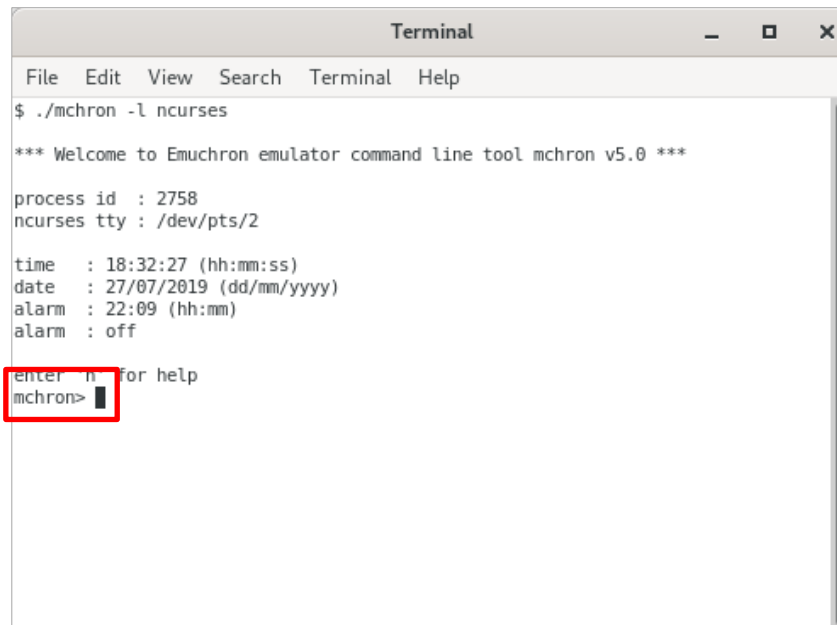 Terminal
File Edit View Search Terminal Help
$ ./mchron -l ncurses
*** Welcome to Emuchron emulator command line tool mchron v5.0 ***
process id  : 2758
ncurses tty : /dev/pts/2
time   : 18:32:27 (hh:mm:ss)
date   : 27/07/2019 (dd/mm/yyyy)
alarm  : 22:09 (hh:mm)
alarm  : off
enter 'h' for help
mchron>